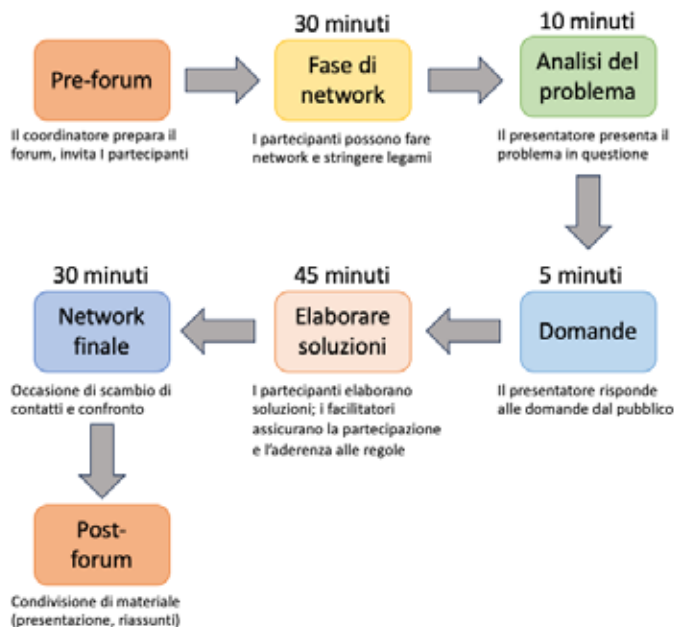 Pre-forum
Il coordinatore prepara il
forum, invita I partecipanti
30 minuti
Fase di
network
I partecipanti possono fare
network e stringere legami
10 minuti
Analisi del
problema
Il presentatore presenta il
problema in questione
5 minuti
Domande
Il presentatore risponde
alle domande dal pubblico
45 minuti
Elaborare
soluzioni
I partecipanti elaborano
soluzioni; i facilitatori
assicurano la partecipazione
e l'aderenza alle regole
30 minuti
Network
finale
Occasione di scambio di
contatti e confronto
Post-
forum
Condivisione di materiale
(presentazione, riassunti)